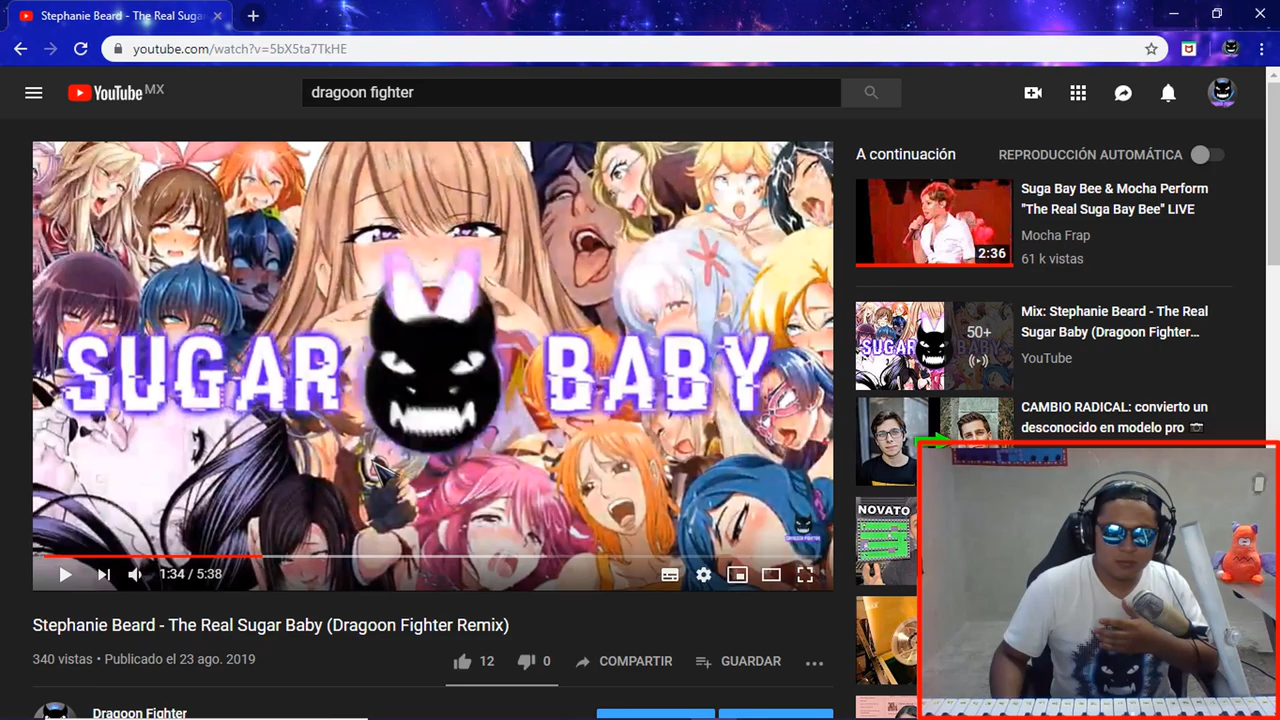 Stephanie Beard - The Real Sugar
youtube.com/watch?v=5bX5ta7TkHE
YouTube MX
dragoon fighter
SUGAR BABY
DRAGOON FIGHTER
1:34 / 5:38
Stephanie Beard - The Real Sugar Baby (Dragoon Fighter Remix)
340 vistas • Publicado el 23 ago. 2019
12
0
COMPARTIR
GUARDAR
Dragoon Fighter
A continuación
REPRODUCCIÓN AUTOMÁTICA
Suga Bay Bee & Mocha Perform
"The Real Suga Bay Bee" LIVE
Mocha Frap
61 k vistas
2:36
Mix: Stephanie Beard - The Real
Sugar Baby (Dragoon Fighter...
YouTube
SUGAR BABY
50+
CAMBIO RADICAL: convierto un
desconocido en modelo pro
NOVATO